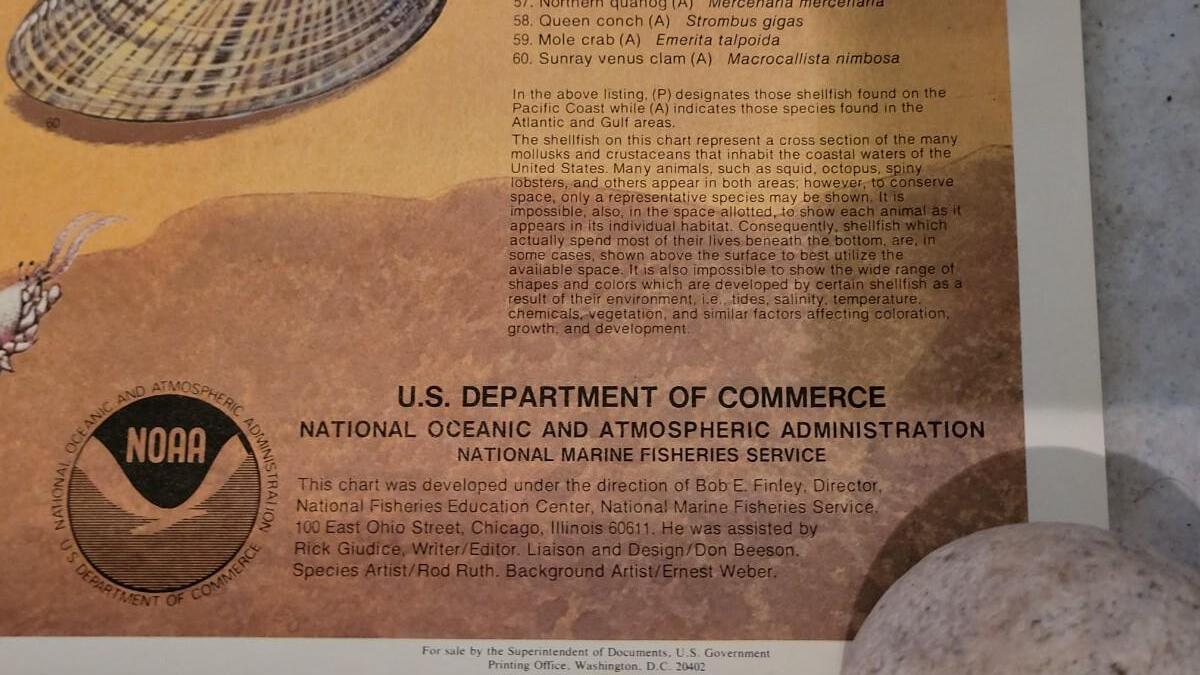 57. Northern quahog (A) Mercenaria mercenaria
58. Queen conch (A) Strombus gigas
59. Mole crab (A) Emerita talpoida
60. Sunray venus clam (A) Macrocallista nimbosa
In the above listing, (P) designates those shellfish found on the
Pacific Coast while (A) indicates those species found in the
Atlantic and Gulf areas.
The shellfish on this chart represent a cross section of the many
mollusks and crustaceans that inhabit the coastal waters of the
United States. Many animals, such as squid, octopus, spiny
lobsters, and others appear in both areas; however, to conserve
space, only a representative species may be shown. It is
impossible, also, in the space allotted, to show each animal as it
appears in its individual habitat. Consequently, shellfish which
actually spend most of their lives beneath the bottom, are, in
some cases, shown above the surface to best utilize the
available space. It is also impossible to show the wide range of
shapes and colors which are developed by certain shellfish as a
result of their environment, i.e., tides, salinity, temperature,
chemicals, vegetation, and similar factors affecting coloration,
growth, and development.
60
U.S. DEPARTMENT OF COMMERCE
NATIONAL OCEANIC AND ATMOSPHERIC ADMINISTRATION
NATIONAL MARINE FISHERIES SERVICE
NATIONAL OCEANIC AND ATMOSPHERIC ADMINISTRATION
NOAA
U.S. DEPARTMENT OF COMMERCE
This chart was developed under the direction of Bob E. Finley, Director,
National Fisheries Education Center, National Marine Fisheries Service,
100 East Ohio Street, Chicago, Illinois 60611. He was assisted by
Rick Giudice, Writer/Editor. Liaison and Design/Don Beeson.
Species Artist/Rod Ruth. Background Artist/Ernest Weber.
For sale by the Superintendent of Documents, U.S. Government
Printing Office, Washington, D.C. 20402